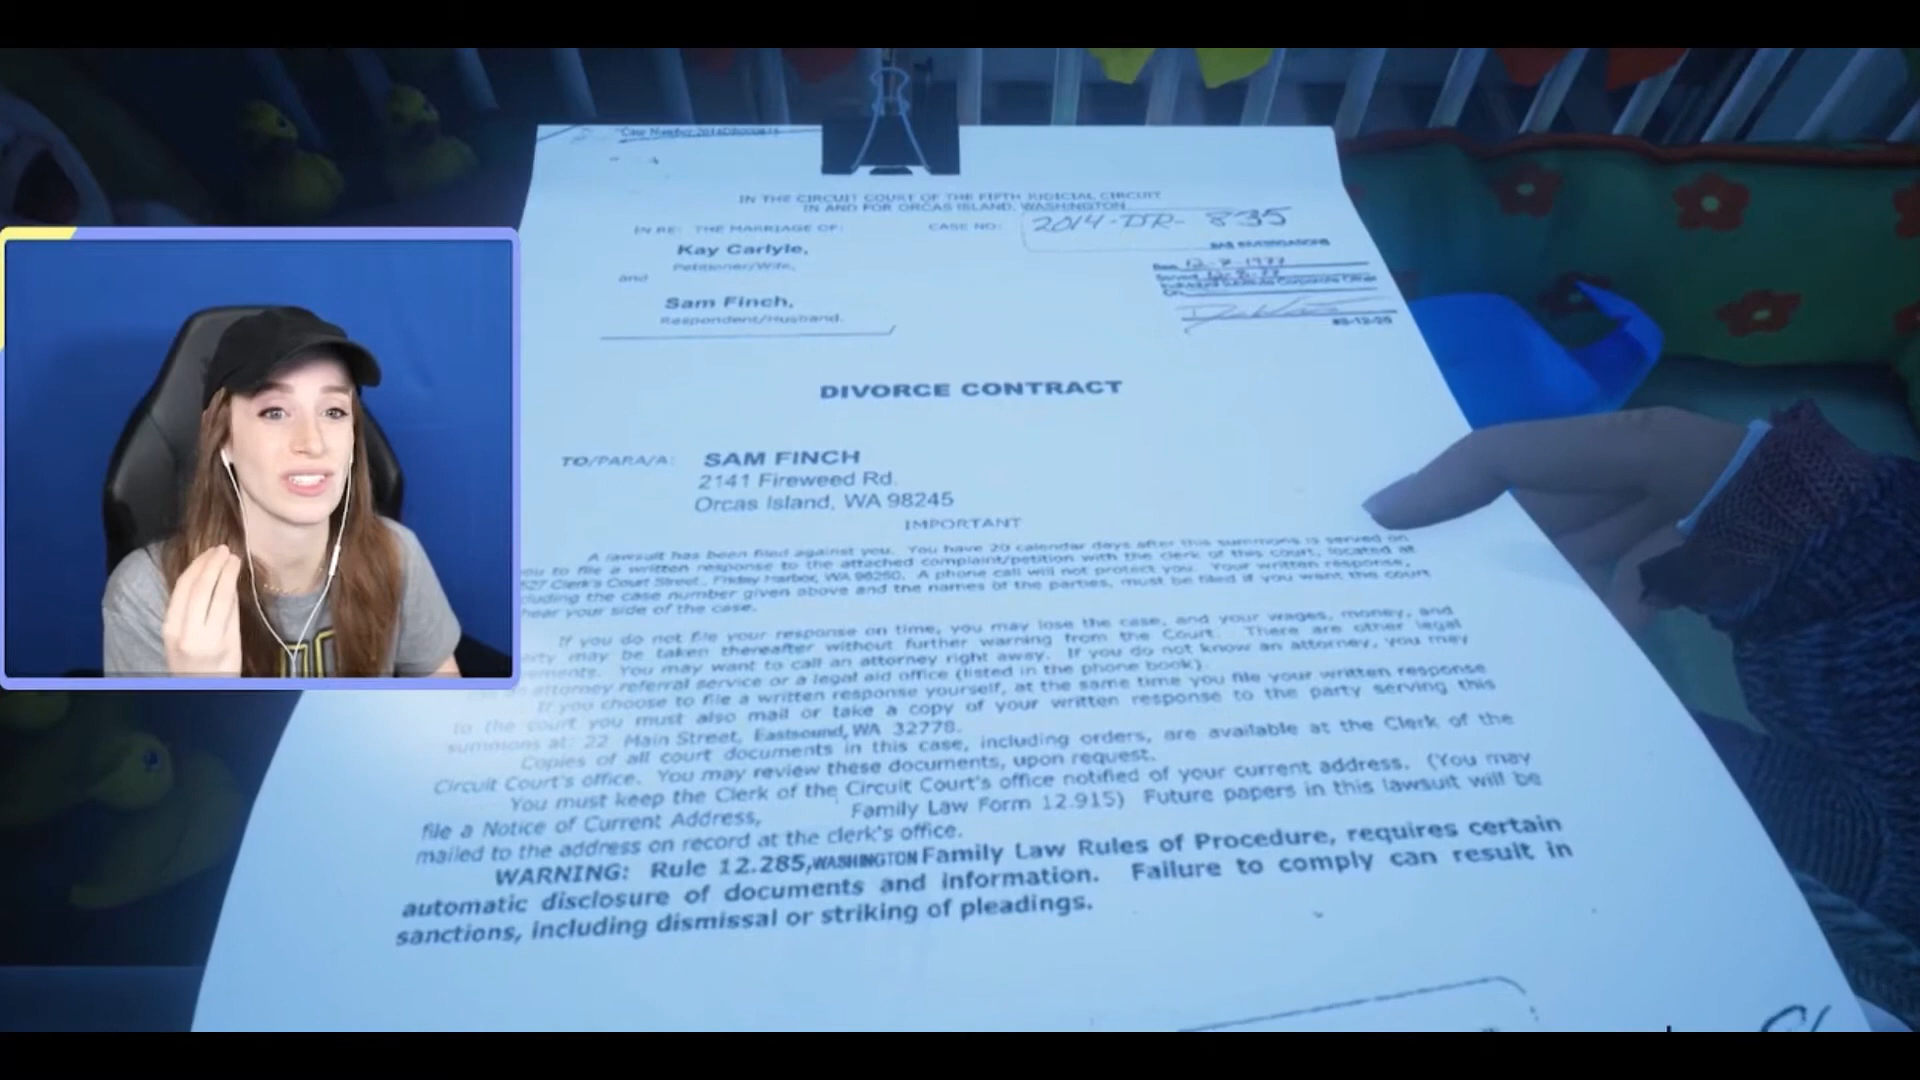 Case Number 2014DR000835
IN THE CIRCUIT COURT OF THE FIFTH JUDICIAL CIRCUIT
IN AND FOR ORCAS ISLAND, WASHINGTON
IN RE: THE MARRIAGE OF:
CASE NO: 2014-DR-835
Kay Carlyle,
Petitioner/Wife,
and
Sam Finch,
Respondent/Husband.
12-7-1977
Served 12-8-77
DIVORCE CONTRACT
TO/PARA/A: SAM FINCH
2141 Fireweed Rd.
Orcas Island, WA 98245
IMPORTANT
A lawsuit has been filed against you. You have 20 calendar days after this summons is served on
you to file a written response to the attached complaint/petition with the clerk of this court, located at
527 Clerk's Court Street., Friday Harbor, WA 98250. A phone call will not protect you. Your written response,
cluding the case number given above and the names of the parties, must be filed if you want the court
hear your side of the case.
If you do not file your response on time, you may lose the case, and your wages, money, and
erty may be taken thereafter without further warning from the Court. There are other legal
ements. You may want to call an attorney right away. If you do not know an attorney, you may
attorney referral service or a legal aid office (listed in the phone book).
If you choose to file a written response yourself, at the same time you file your written response
to the court you must also mail or take a copy of your written response to the party serving this
summons at: 22 Main Street, Eastsound, WA 32778.
Copies of all court documents in this case, including orders, are available at the Clerk of the
Circuit Court's office. You may review these documents, upon request.
You must keep the Clerk of the Circuit Court's office notified of your current address. (You may
file a Notice of Current Address, Family Law Form 12.915) Future papers in this lawsuit will be
mailed to the address on record at the clerk's office.
WARNING: Rule 12.285, WASHINGTON Family Law Rules of Procedure, requires certain
automatic disclosure of documents and information. Failure to comply can result in
sanctions, including dismissal or striking of pleadings.